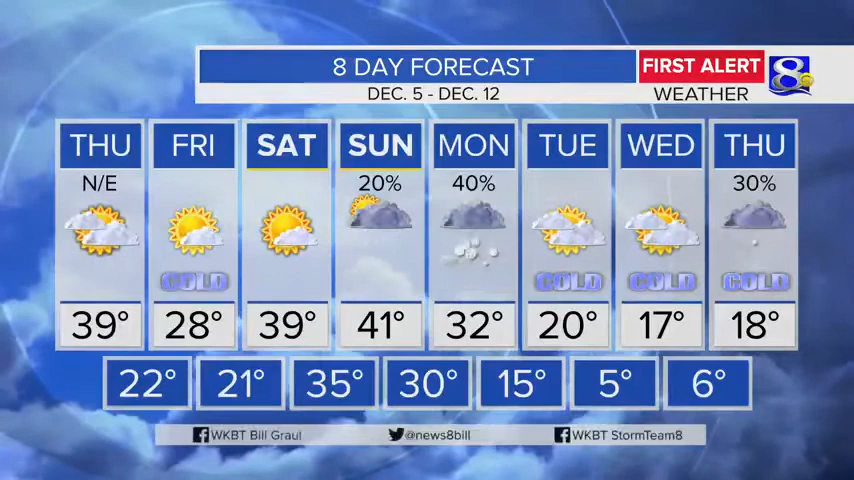 8 DAY FORECAST
FIRST ALERT
8
DEC. 5 - DEC. 12
WEATHER
THU FRI SAT SUN MON TUE WED THU
N/E 20% 40% 30%
COLD COLD COLD COLD
39° 28° 39° 41° 32° 20° 17° 18°
22° 21° 35° 30° 15° 5° 6°
WKBT Bill Graul @news8bill WKBT StormTeam8